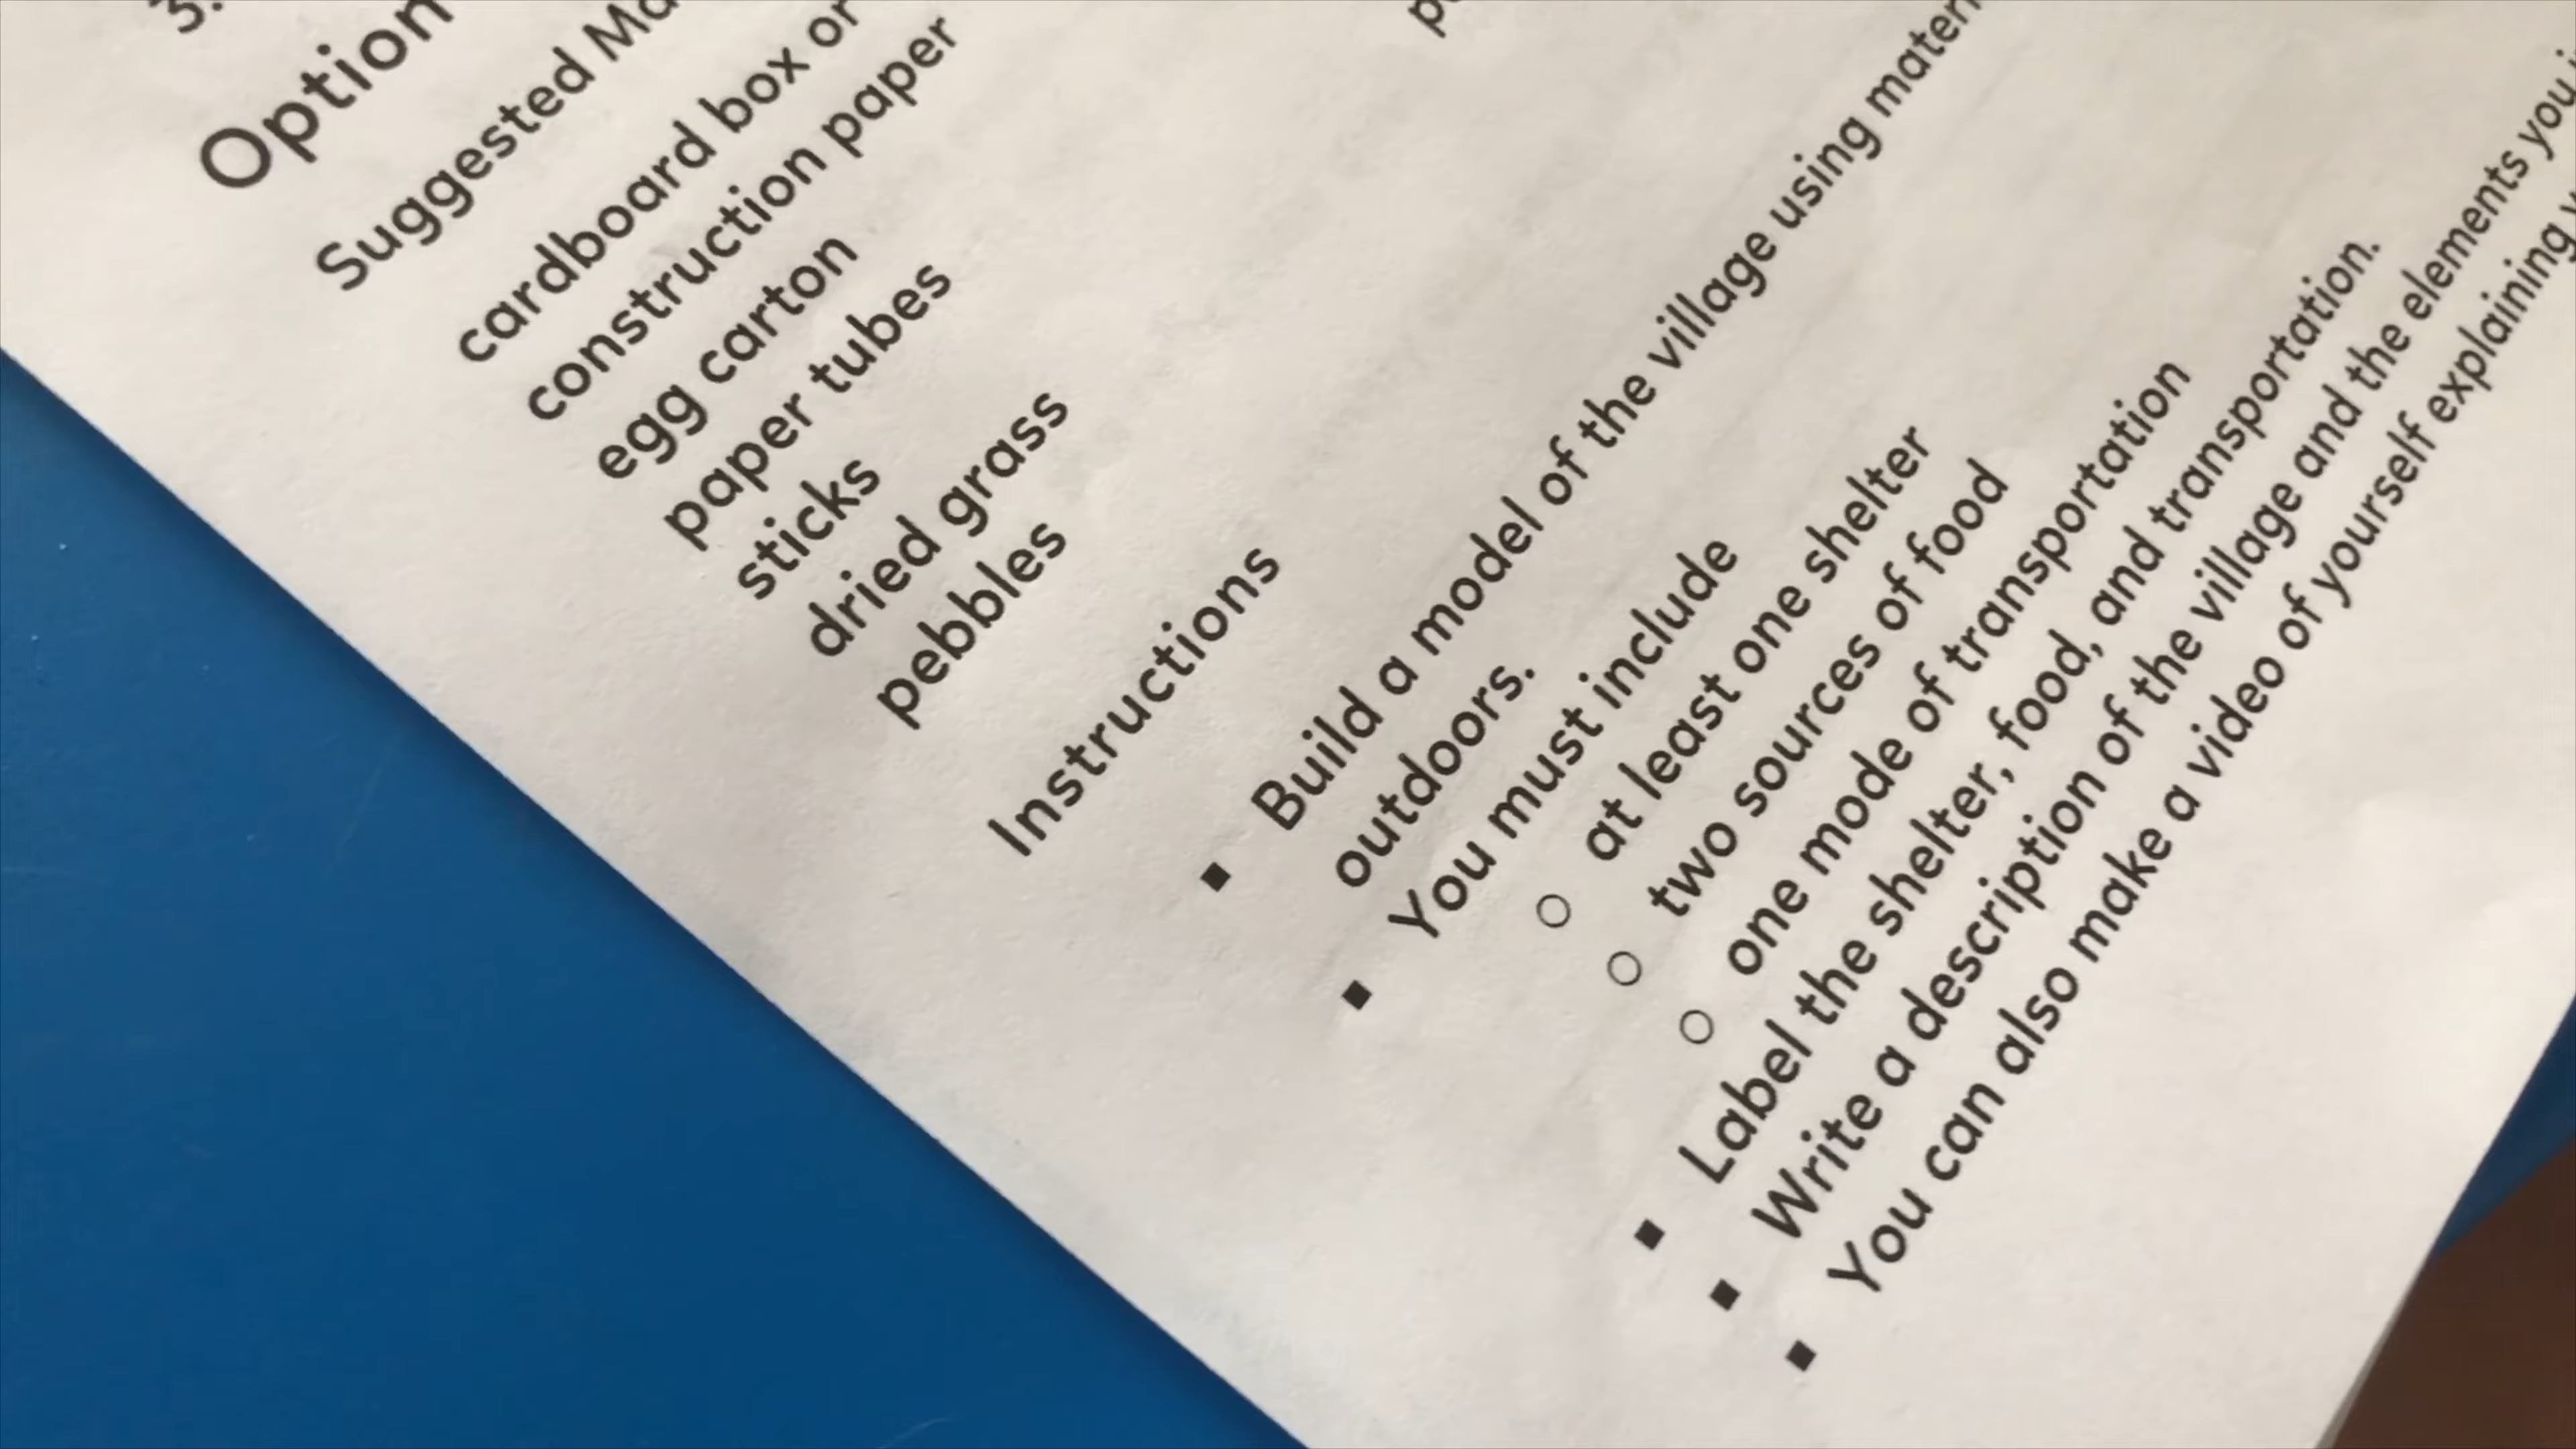 3.
Option
Suggested Ma
cardboard box or
construction paper
egg carton
paper tubes
sticks
dried grass
pebbles
Instructions
▪ Build a model of the village using mater
outdoors.
▪ You must include
○ at least one shelter
○ two sources of food
○ one mode of transportation
▪ Label the shelter, food, and transportation.
▪ Write a description of the village and the elements you
▪ You can also make a video of yourself explaining